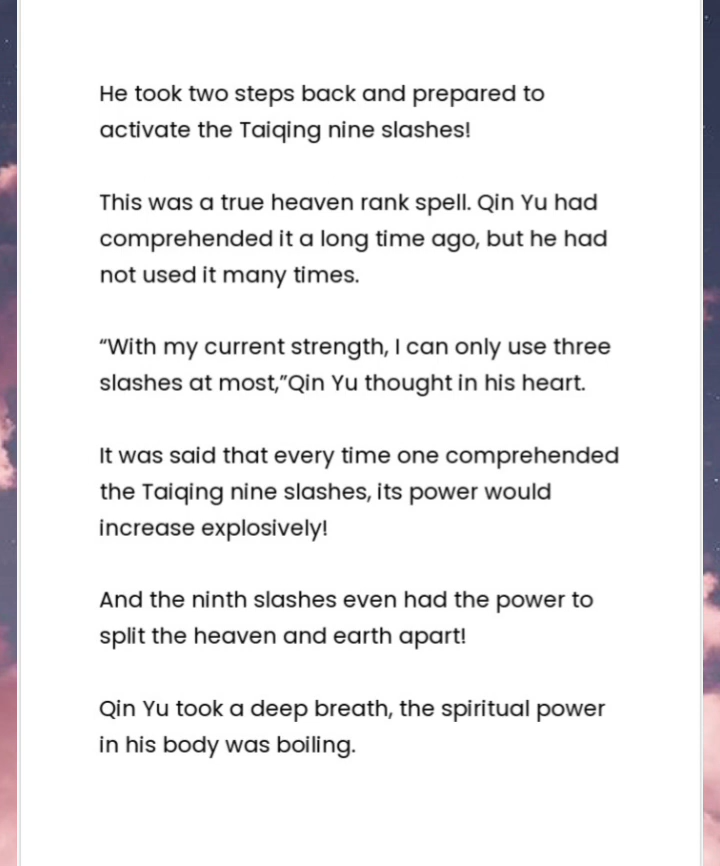 He took two steps back and prepared to
activate the Taiqing nine slashes!
This was a true heaven rank spell. Qin Yu had
comprehended it a long time ago, but he had
not used it many times.
“With my current strength, I can only use three
slashes at most,”Qin Yu thought in his heart.
It was said that every time one comprehended
the Taiqing nine slashes, its power would
increase explosively!
And the ninth slashes even had the power to
split the heaven and earth apart!
Qin Yu took a deep breath, the spiritual power
in his body was boiling.